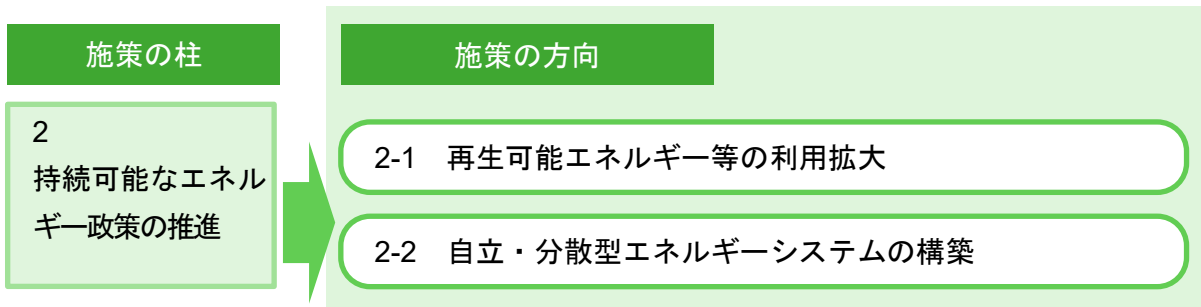 施策の柱
施策の方向
2
持続可能なエネル
ギー政策の推進
2-1 再生可能エネルギー等の利用拡大
2-2 自立・分散型エネルギーシステムの構築